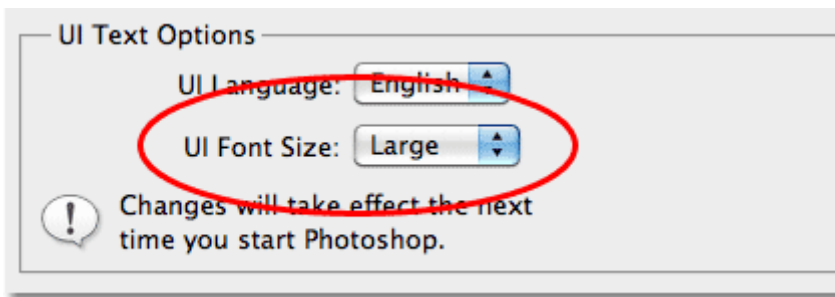 UI Text Options
UI Language: English
UI Font Size: Large
Changes will take effect the next
time you start Photoshop.